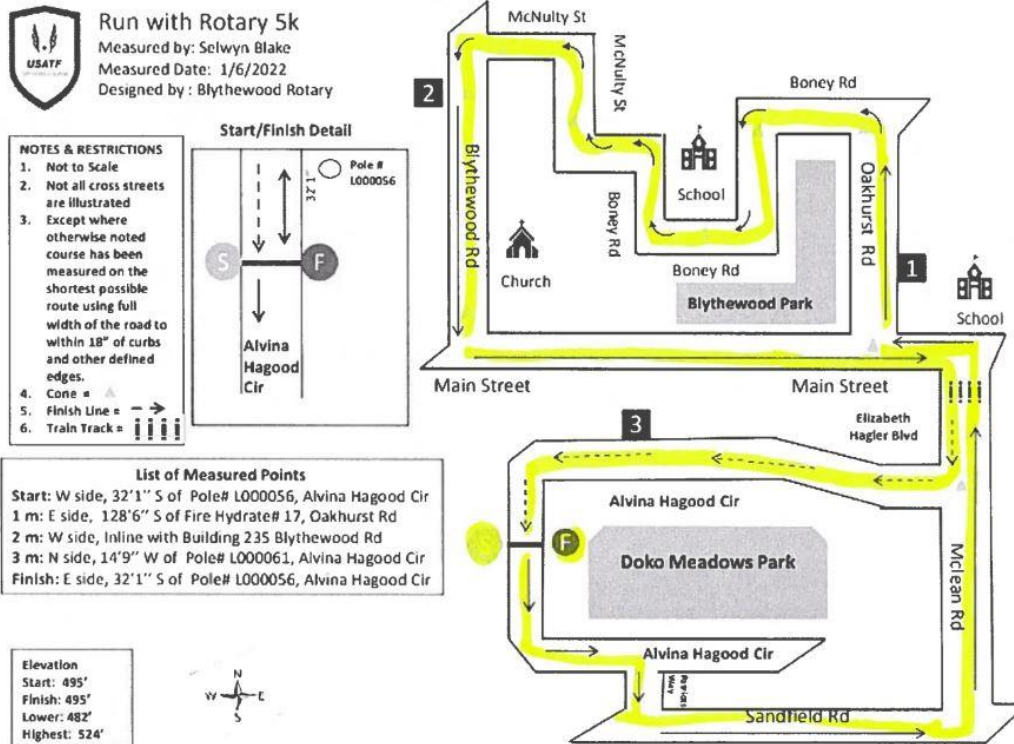 USATF
Run with Rotary 5k
Measured by: Selwyn Blake
Measured Date: 1/6/2022
Designed by : Blythewood Rotary
NOTES & RESTRICTIONS
1. Not to Scale
2. Not all cross streets
are illustrated
3. Except where
otherwise noted
course has been
measured on the
shortest possible
route using full
width of the road to
within 18" of curbs
and other defined
edges.
4. Cone =
5. Finish Line =
6. Train Track =
Start/Finish Detail
Pole #
L000056
32'1"
S
F
Alvina
Hagood
Cir
List of Measured Points
Start: W side, 32'1'' S of Pole# L000056, Alvina Hagood Cir
1 m: E side, 128'6'' S of Fire Hydrate# 17, Oakhurst Rd
2 m: W side, Inline with Building 235 Blythewood Rd
3 m: N side, 14'9'' W of Pole# L000061, Alvina Hagood Cir
Finish: E side, 32'1'' S of Pole# L000056, Alvina Hagood Cir
Elevation
Start: 495'
Finish: 495'
Lower: 482'
Highest: 524'
N
W E
S
McNulty St
McNulty St
Boney Rd
2
School
Blythewood Rd
Boney Rd
Oakhurst Rd
Church
Boney Rd
1
Blythewood Park
School
Main Street
Main Street
Elizabeth
Hagler Blvd
3
Alvina Hagood Cir
F
Doko Meadows Park
Mclean Rd
Alvina Hagood Cir
Sandfield Rd